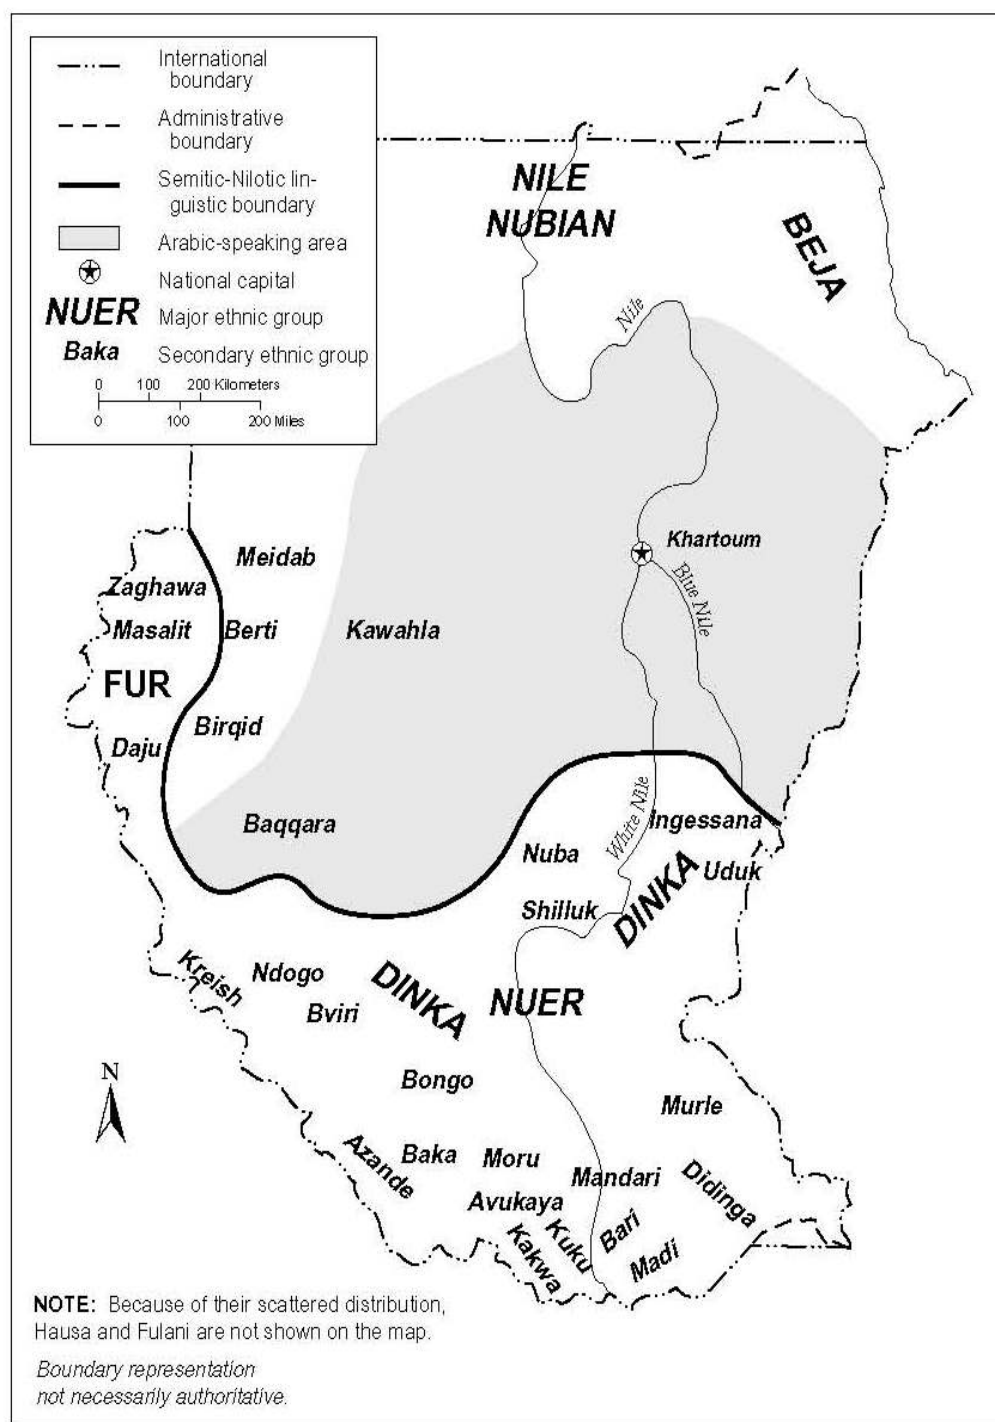 International
boundary
Administrative
boundary
Semitic-Nilotic lin-
guistic boundary
Arabic-speaking area
National capital
NUER Major ethnic group
Baka Secondary ethnic group
0 100 200 Kilometers
0 100 200 Miles
NILE
NUBIAN
BEJA
Nile
Khartoum
Blue Nile
Meidab
Zaghawa
Masalit
Berti
Kawahla
FUR
Birqid
Daju
White Nile
Baqqara
Ingessana
Nuba
Uduk
DINKA
Shilluk
Kreish
Ndogo
DINKA
NUER
Bviri
N
Bongo
Murle
Azande
Baka
Moru
Mandari
Didinga
Avukaya
Kakwa
Kuku
Bari
Madi
NOTE: Because of their scattered distribution,
Hausa and Fulani are not shown on the map.
Boundary representation
not necessarily authoritative.